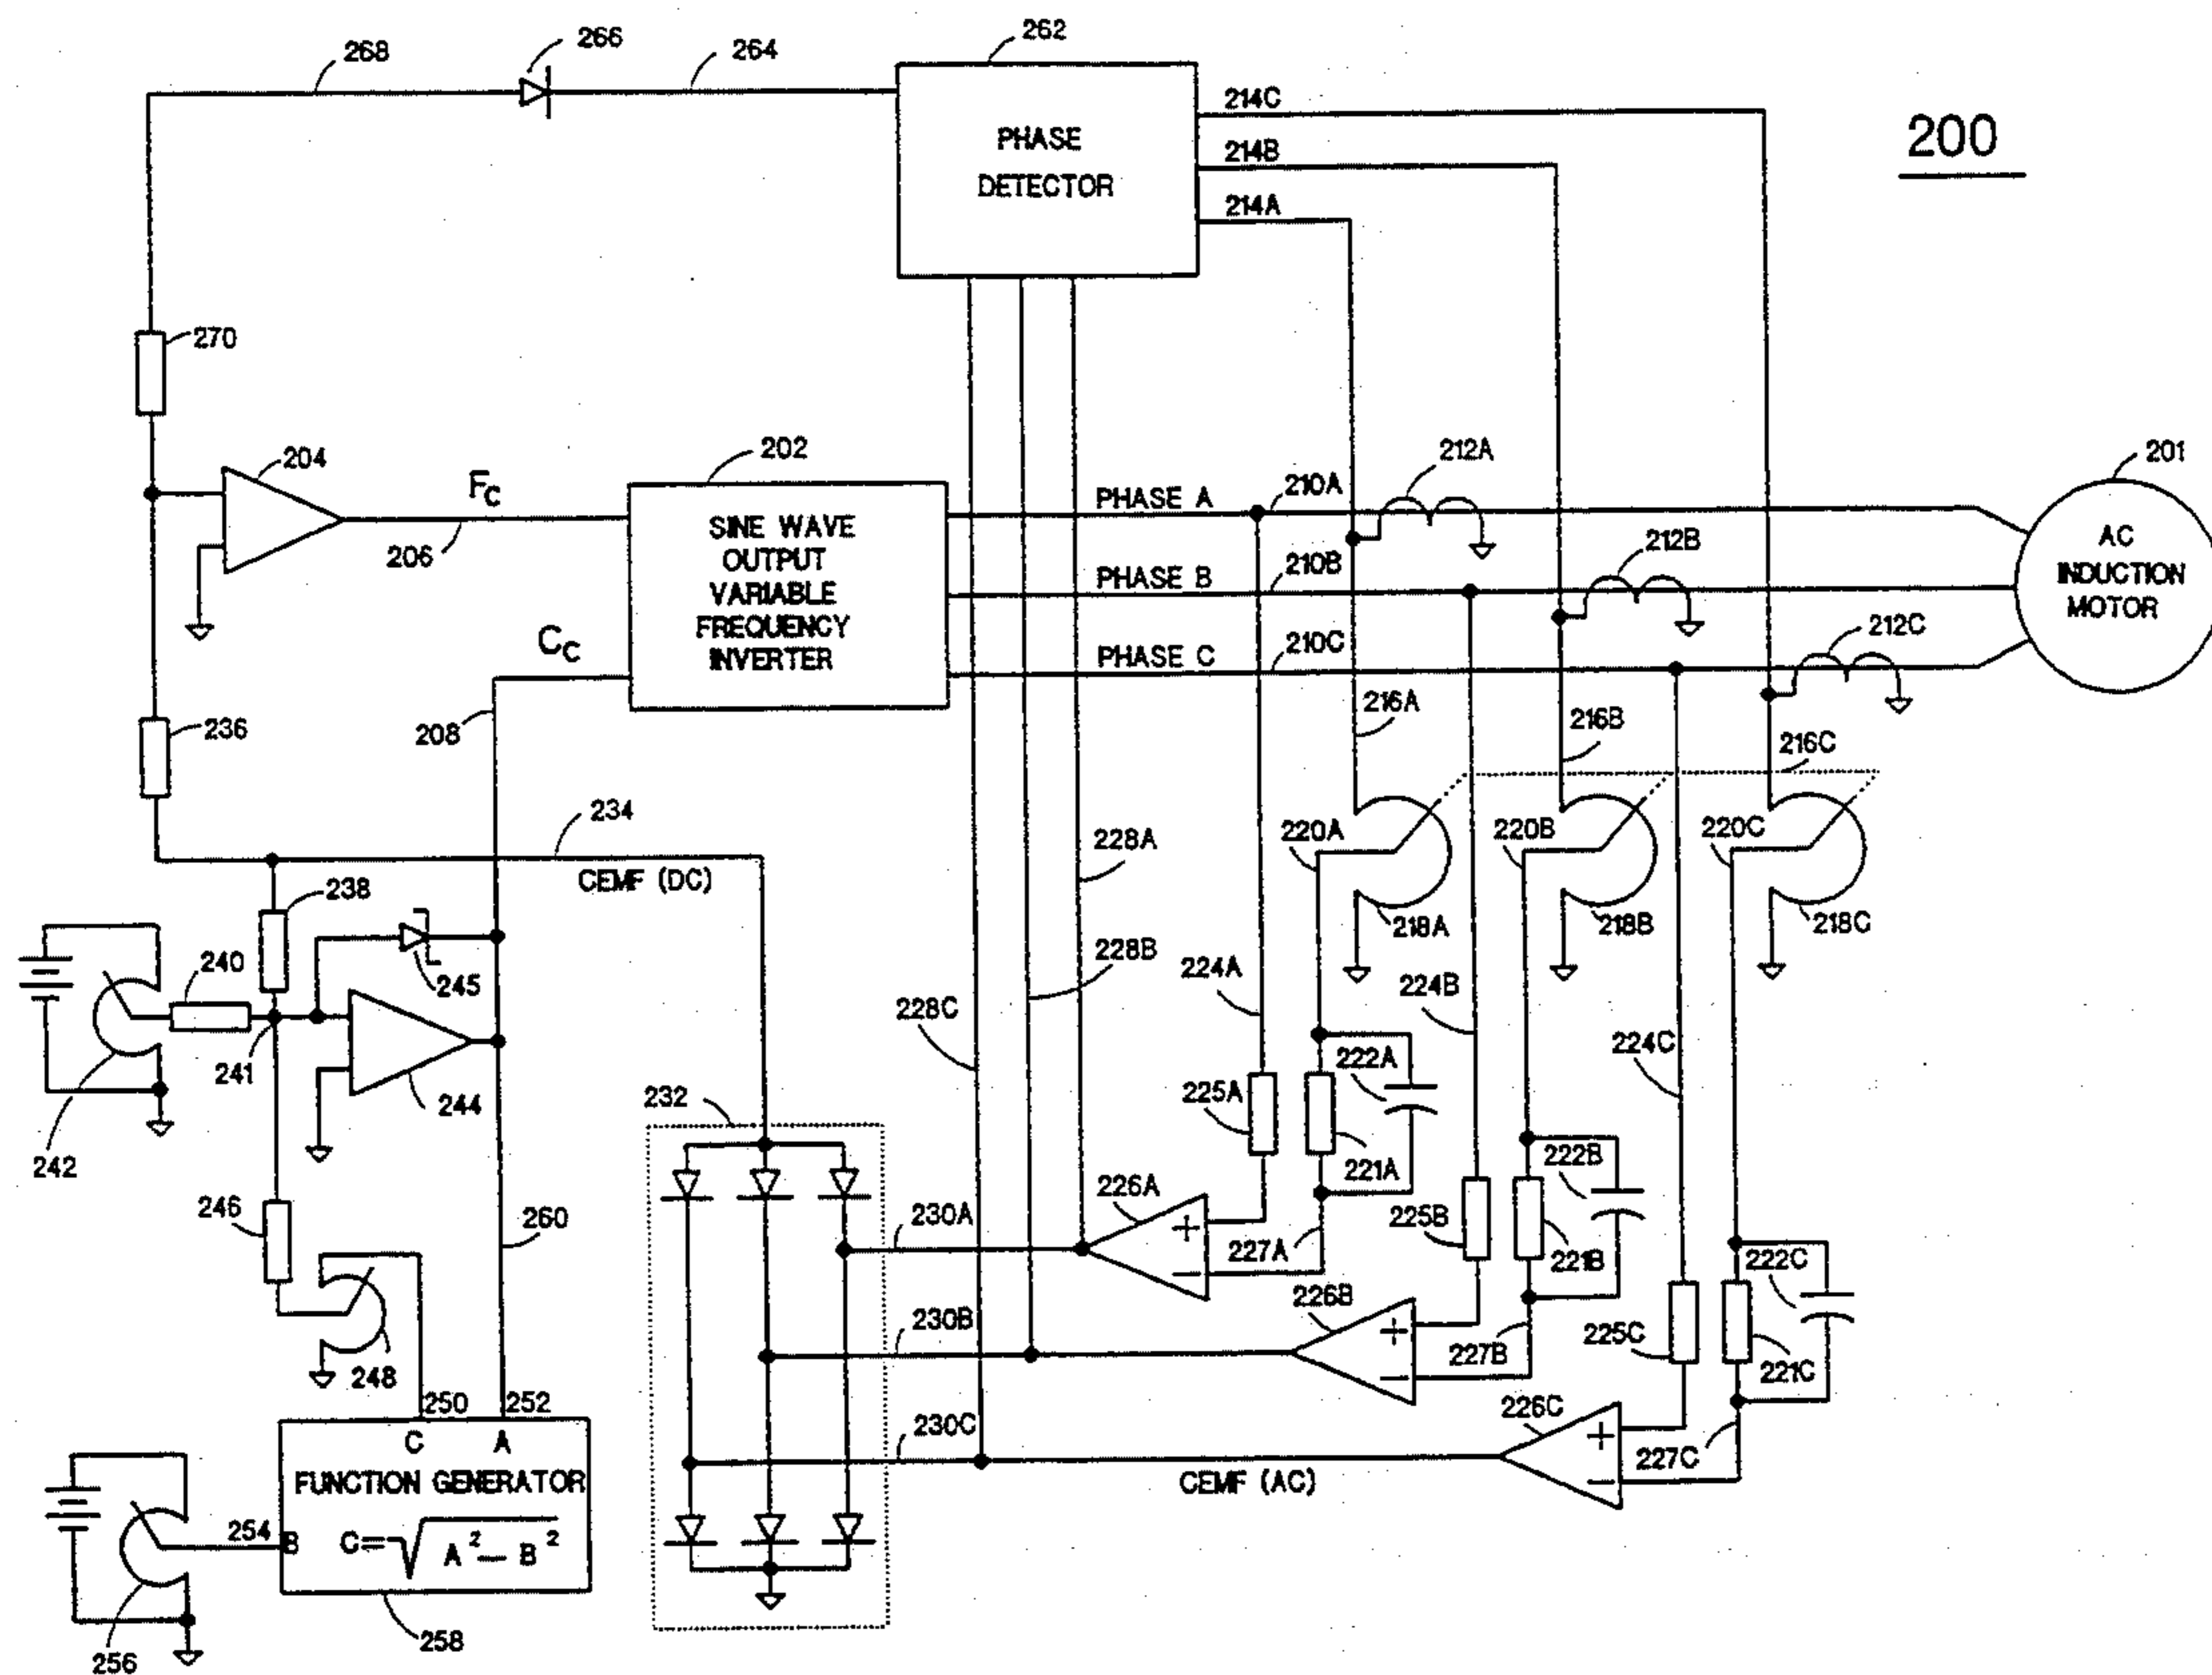 268
266
264
262
214C
PHASE
DETECTOR
214B
214A
200
270
204
FC
206
202
SINE WAVE
OUTPUT
VARIABLE
FREQUENCY
INVERTER
CC
208
PHASE A
210A
212A
PHASE B
210B
212B
PHASE C
210C
212C
201
AC
INDUCTION
MOTOR
236
234
CEMF (DC)
216A
216B
216C
228A
220A
220B
220C
218A
218B
218C
238
240
245
241
244
242
228B
228C
224A
224B
224C
232
225A
222A
221A
222B
225B
221B
222C
225C
221C
246
260
248
226A
+
−
227A
230A
226B
+
−
227B
230B
226C
+
−
227C
230C
CEMF (AC)
250
252
C
A
FUNCTION GENERATOR
254
B
C=√A²−B²
256
258